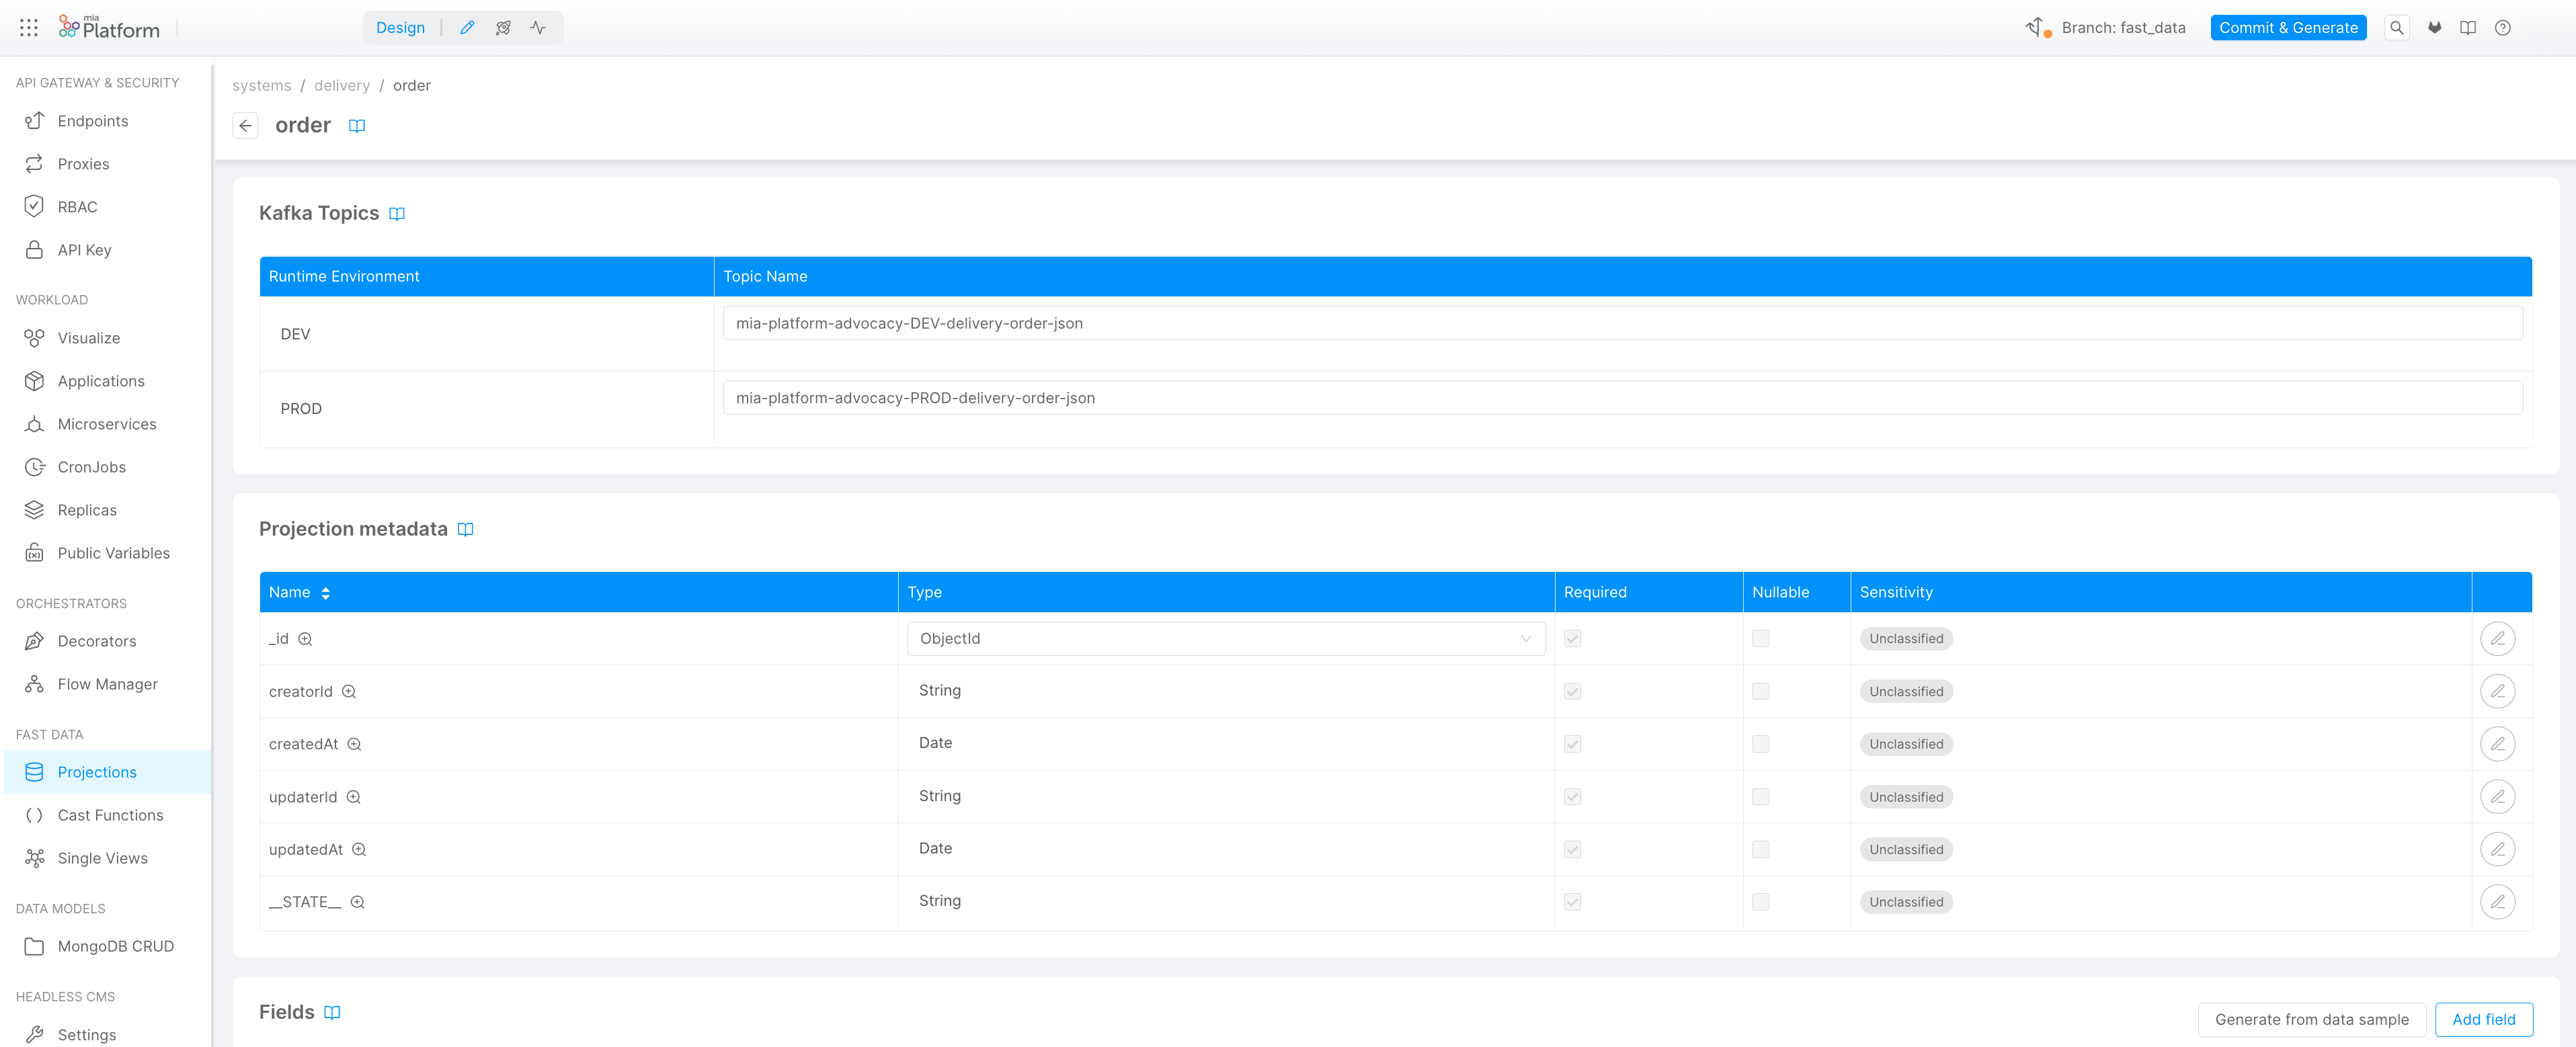 mia
Platform
Design
Branch: fast_data
Commit & Generate
API GATEWAY & SECURITY
Endpoints
Proxies
RBAC
API Key
WORKLOAD
Visualize
Applications
Microservices
CronJobs
Replicas
Public Variables
ORCHESTRATORS
Decorators
Flow Manager
FAST DATA
Projections
Cast Functions
Single Views
DATA MODELS
MongoDB CRUD
HEADLESS CMS
Settings
systems / delivery / order
order
Kafka Topics
Runtime Environment Topic Name
DEV mia-platform-advocacy-DEV-delivery-order-json
PROD mia-platform-advocacy-PROD-delivery-order-json
Projection metadata
Name Type Required Nullable Sensitivity
_id ObjectId Unclassified
creatorId String Unclassified
createdAt Date Unclassified
updaterId String Unclassified
updatedAt Date Unclassified
__STATE__ String Unclassified
Fields
Generate from data sample
Add field